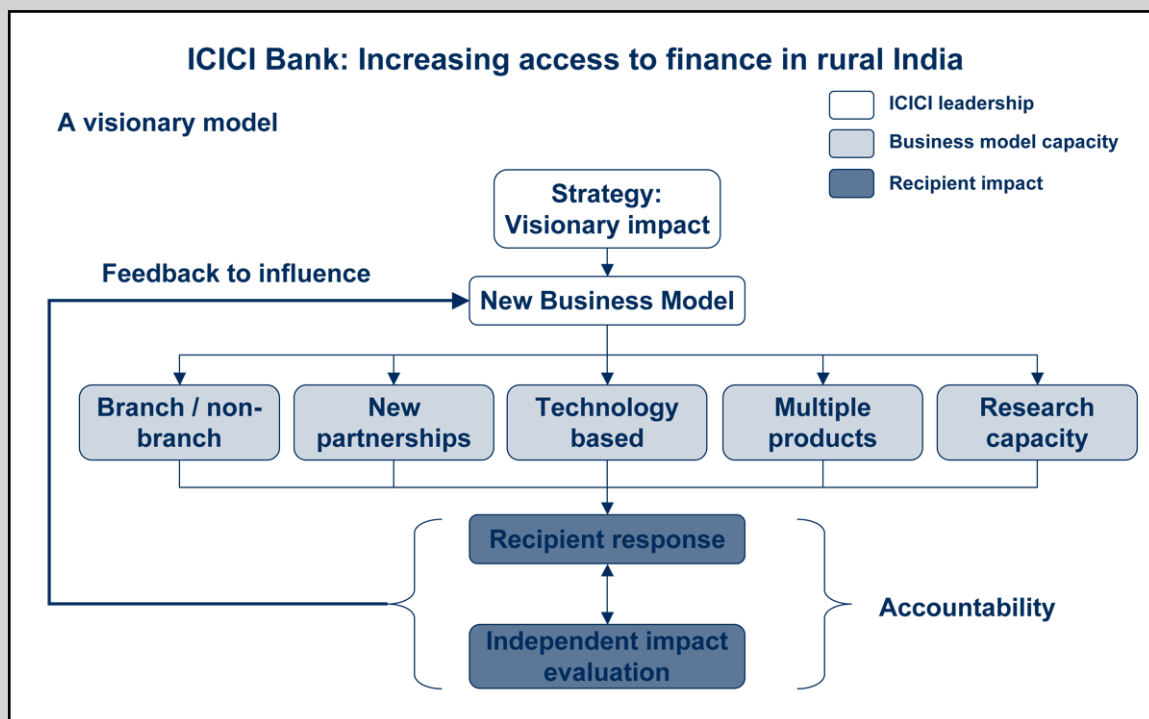 ICICI Bank: Increasing access to finance in rural India
A visionary model
ICICI leadership
Business model capacity
Recipient impact
Strategy:
Visionary impact
Feedback to influence
New Business Model
Branch / non-
branch
New
partnerships
Technology
based
Multiple
products
Research
capacity
Recipient response
Accountability
Independent impact
evaluation